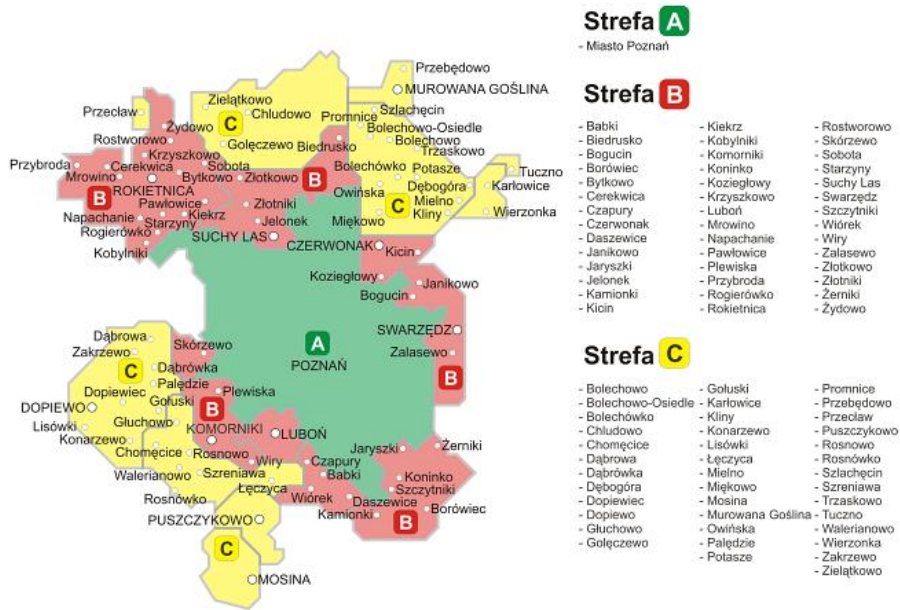 Strefa A
- Miasto Poznań
Strefa B
- Babki
- Biedrusko
- Bogucin
- Borówiec
- Bytkowo
- Cerekwica
- Czapury
- Czerwonak
- Daszewice
- Janikowo
- Jaryszki
- Jelonek
- Kamionki
- Kicin
- Kiekrz
- Kobylniki
- Komorniki
- Koninko
- Koziegłowy
- Krzyszkowo
- Luboń
- Mrowino
- Napachanie
- Pawłowice
- Plewiska
- Przybroda
- Rogierówko
- Rokietnica
- Rostworowo
- Skórzewo
- Sobota
- Starzyny
- Suchy Las
- Swarzędz
- Szczytniki
- Wiórek
- Wiry
- Zalasewo
- Złotkowo
- Złotniki
- Żerniki
- Żydowo
Strefa C
- Bolechowo
- Bolechowo-Osiedle
- Bolechówko
- Chludowo
- Chomęcice
- Dąbrowa
- Dąbrówka
- Dębogóra
- Dopiewiec
- Dopiewo
- Głuchowo
- Golęczewo
- Gołuski
- Karłowice
- Kliny
- Konarzewo
- Lisówki
- Łęczyca
- Mielno
- Miękowo
- Mosina
- Murowana Goślina
- Owińska
- Palędzie
- Potasze
- Promnice
- Przebędowo
- Przecław
- Puszczykowo
- Rosnowo
- Rosnówko
- Szlachęcin
- Szreniawa
- Trzaskowo
- Tuczno
- Walerianowo
- Wierzonka
- Zakrzewo
- Zielątkowo
Przebędowo
MUROWANA GOŚLINA
Zielątkowo
Chludowo
C
Golęczewo
Przecław
Żydowo
Rostworowo
Szlachęcin
Promnice
Bolechowo-Osiedle
Bolechowo
Trzaskowo
Biedrusko
Krzyszkowo
Przybroda
Cerekwica
Sobota
Mrowino
Bytkowo
Złotkowo
B
Bolechówko
Potasze
Tuczno
Karłowice
Dębogóra
Owińska
Mielno
Kliny
C
Wierzonka
Miękowo
ROKIETNICA
B
Pawłowice
Złotniki
Napachanie
Kiekrz
Starzyny
Jelonek
Rogierówko
SUCHY LAS
Kobylniki
CZERWONAK
Kicin
Koziegłowy
Janikowo
Bogucin
SWARZĘDZ
Zalasewo
B
A
POZNAŃ
Dąbrowa
Zakrzewo
Skórzewo
C
Dąbrówka
Palędzie
Plewiska
Dopiewiec
Gołuski
DOPIEWO
B
Głuchowo
KOMORNIKI
Lisówki
Konarzewo
LUBOŃ
Chomęcice
Rosnowo
Wiry
Walerianowo
Szreniawa
Rosnówko
Łęczyca
Jaryszki
Żerniki
Czapury
Babki
Koninko
Szczytniki
Wiórek
Daszewice
Kamionki
Borówiec
B
PUSZCZYKOWO
C
MOSINA